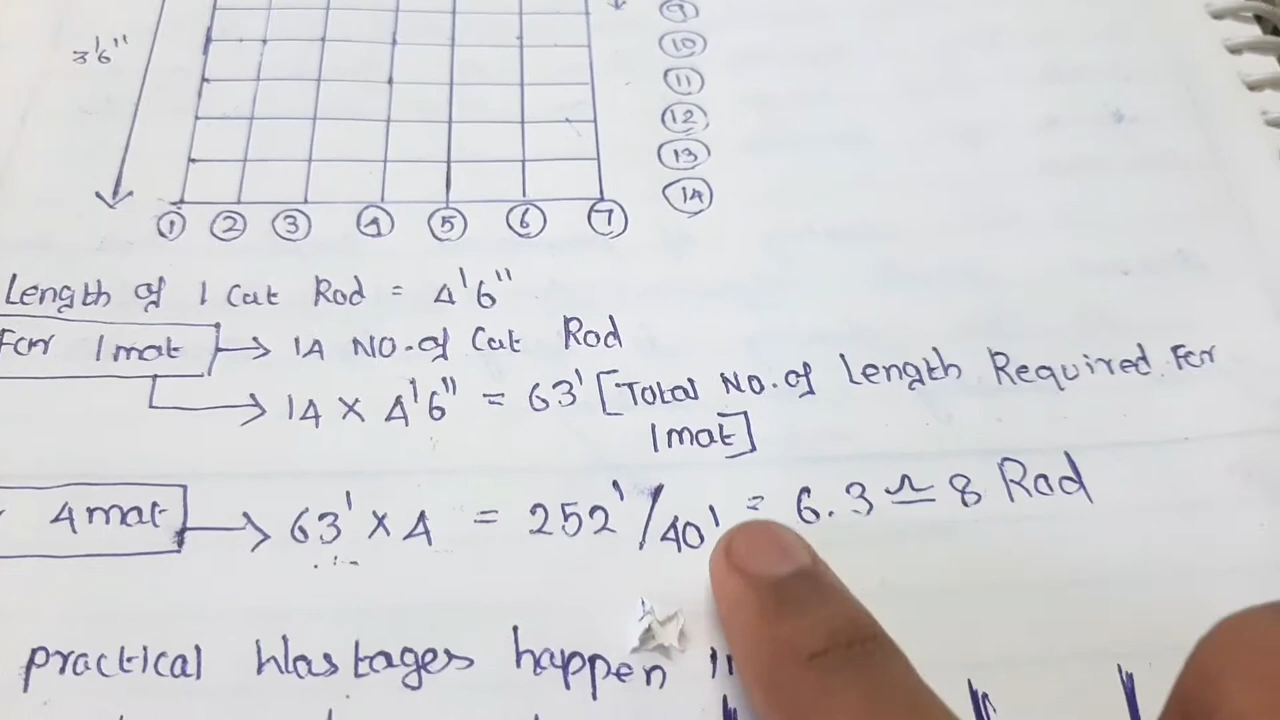 9
10
3'6"
11
12
13
14
1 2 3 4 5 6 7
Length of 1 Cut Rod = 4'6"
For 1mat → 14 NO.of Cut Rod
→ 14 × 4'6" = 63' [Total NO.of Length Required For
1mat]
4mat → 63' × 4 = 252'/40' = 6.3 ≃ 8 Rod
practical Wastages happen